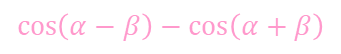 cos(α − β) − cos(α + β)